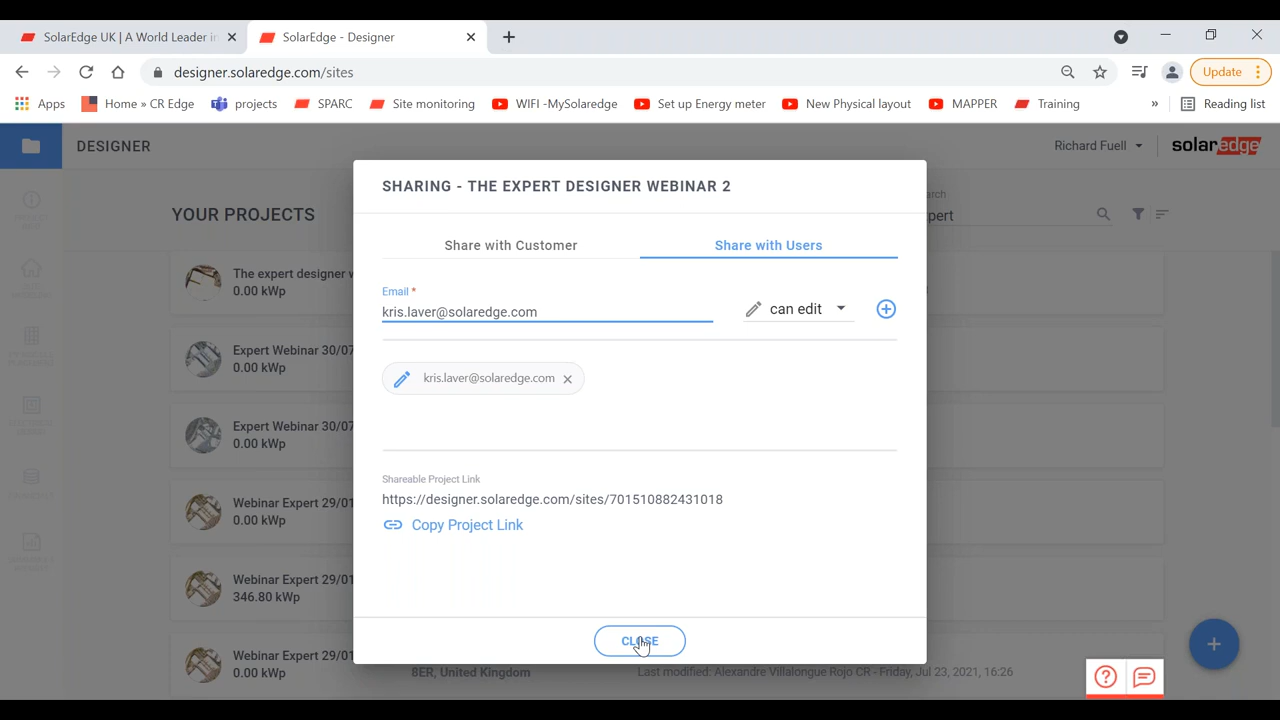 SolarEdge UK | A World Leader in
SolarEdge - Designer
designer.solaredge.com/sites
Update
Apps
Home » CR Edge
projects
SPARC
Site monitoring
WIFI -MySolaredge
Set up Energy meter
New Physical layout
MAPPER
Training
»
Reading list
DESIGNER
Richard Fuell
solaredge
SHARING - THE EXPERT DESIGNER WEBINAR 2
YOUR PROJECTS
arch
pert
Share with Customer
Share with Users
The expert designer w
0.00 kWp
Email *
kris.laver@solaredge.com
can edit
Expert Webinar 30/07
0.00 kWp
kris.laver@solaredge.com
Expert Webinar 30/07
0.00 kWp
Shareable Project Link
https://designer.solaredge.com/sites/701510882431018
Copy Project Link
Webinar Expert 29/01
0.00 kWp
Webinar Expert 29/01
346.80 kWp
CLOSE
Webinar Expert 29/01
0.00 kWp
8ER, United Kingdom
Last modified: Alexandre Villalongue Rojo CR - Friday, Jul 23, 2021, 16:26